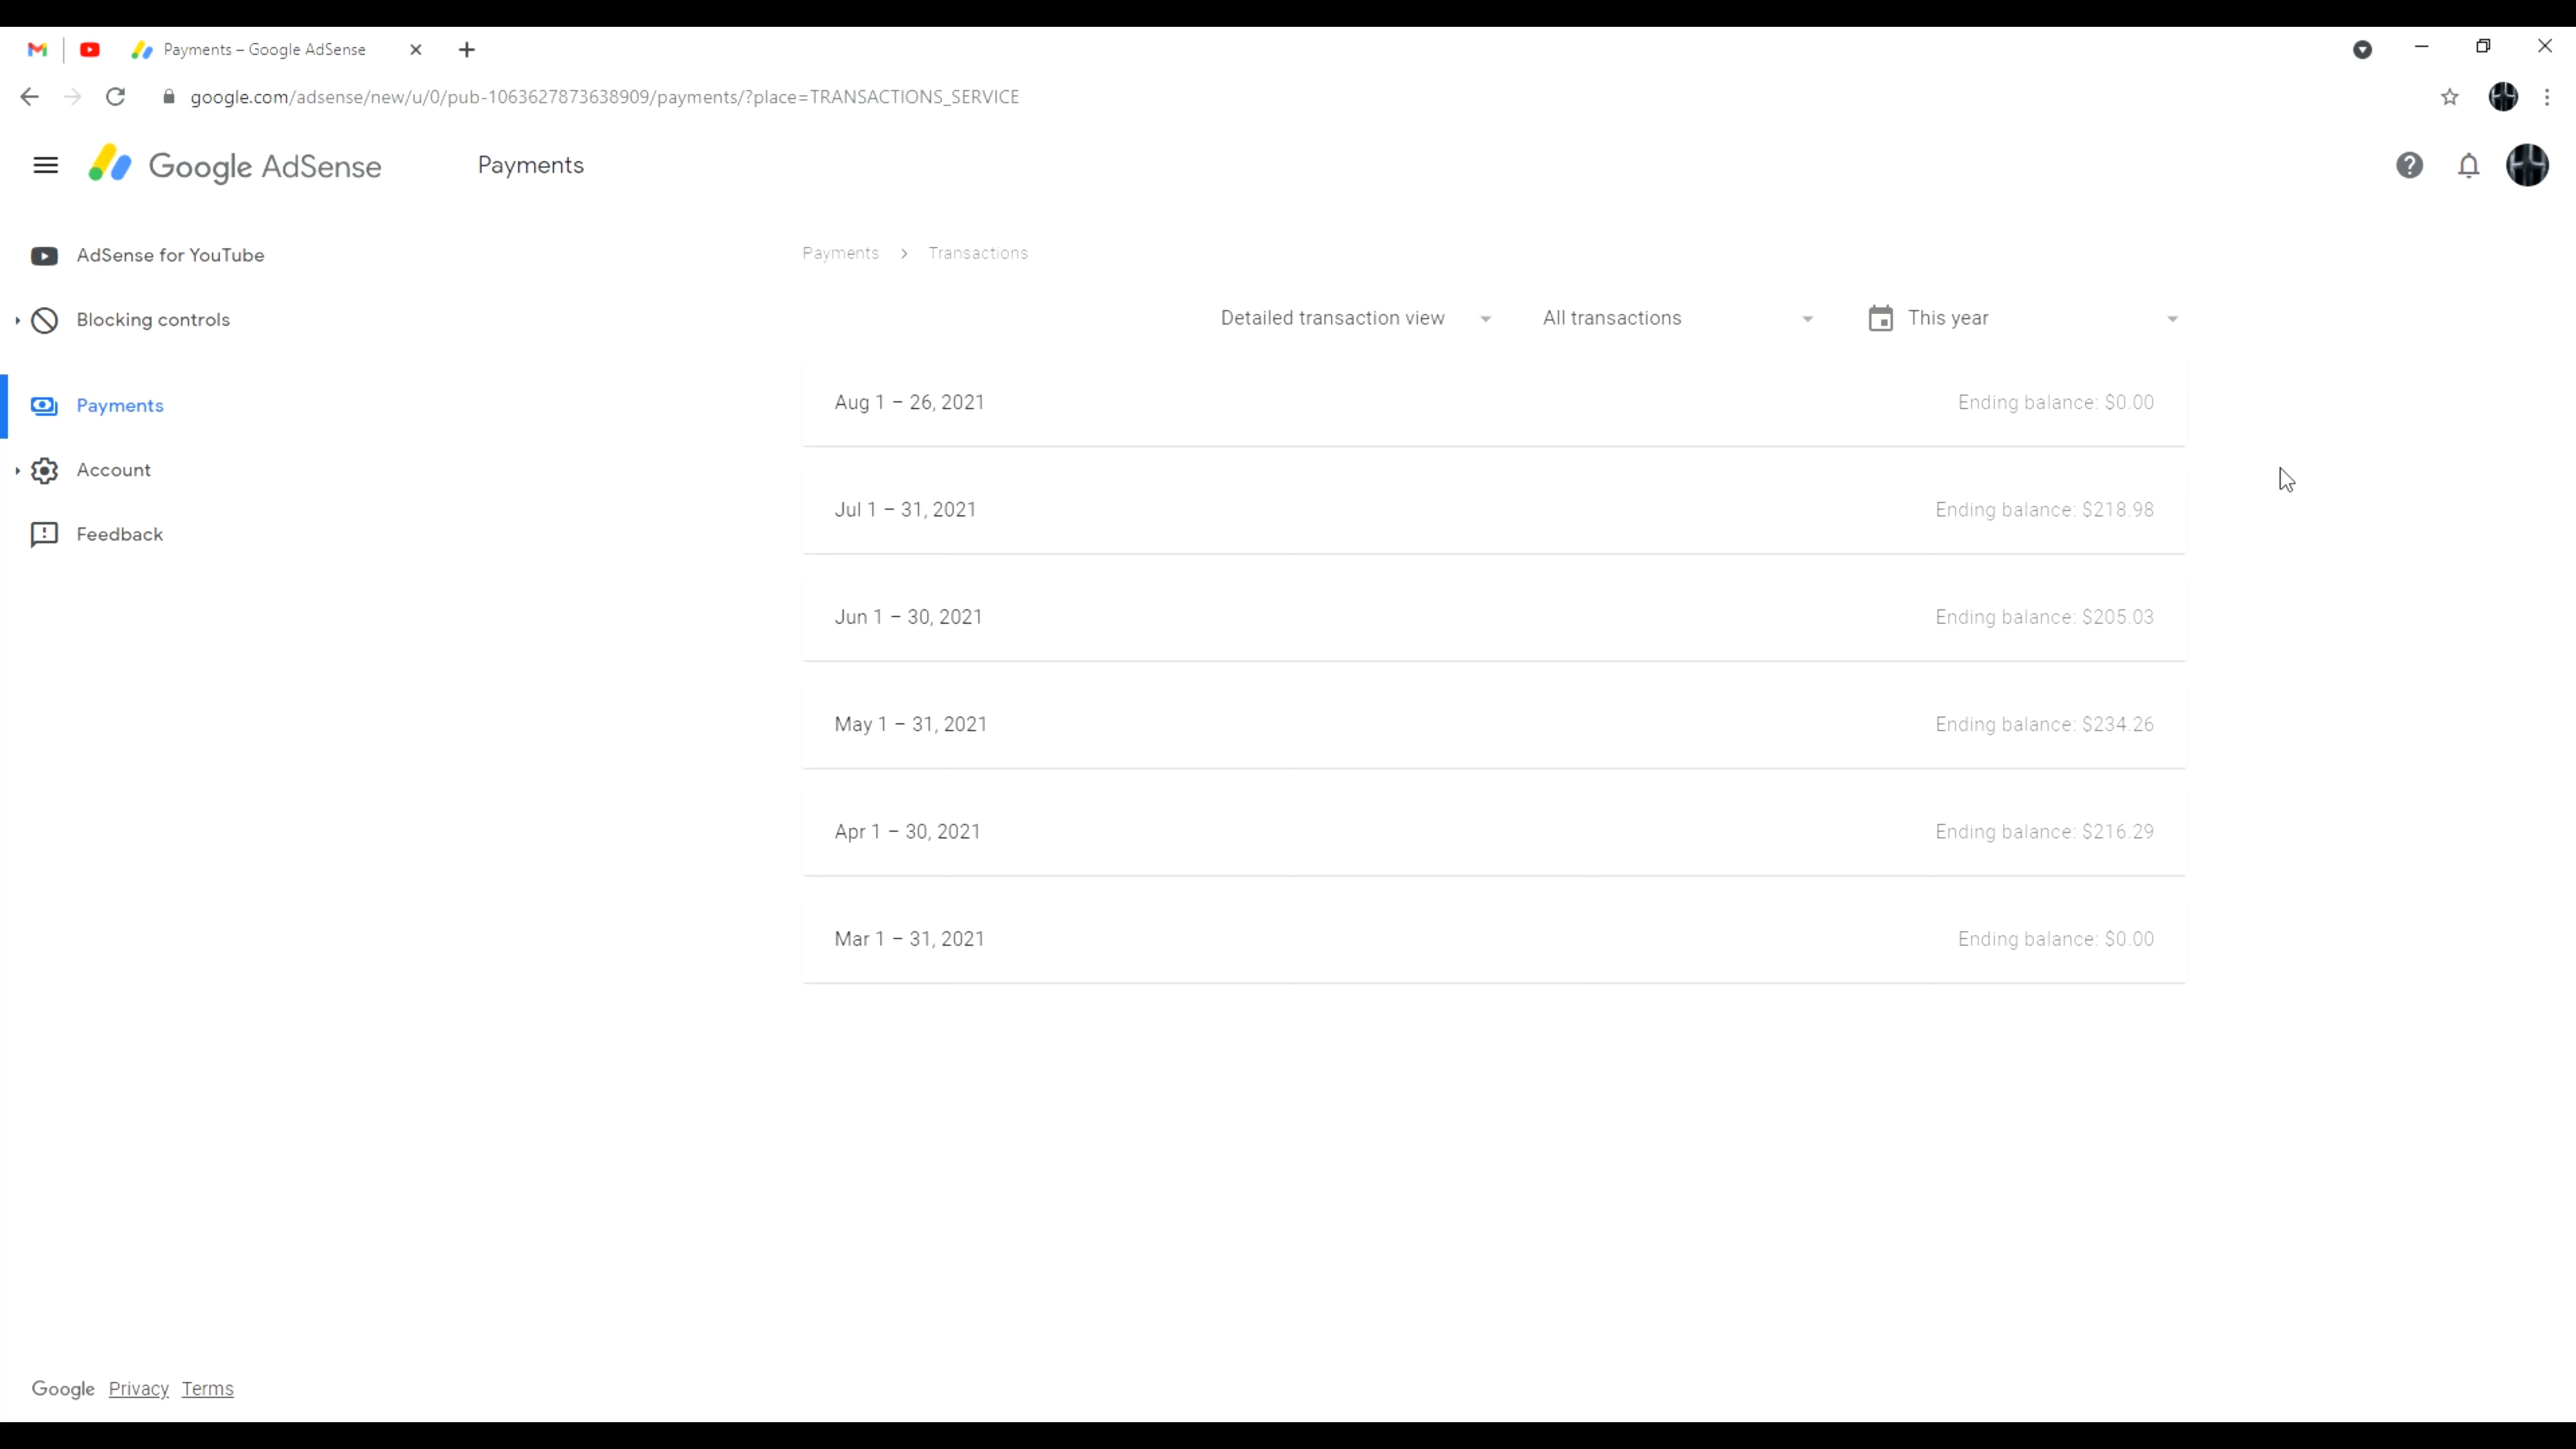 Payments – Google AdSense
google.com/adsense/new/u/0/pub-1063627873638909/payments/?place=TRANSACTIONS_SERVICE
Google AdSense
Payments
AdSense for YouTube
Blocking controls
Payments
Account
Feedback
Payments > Transactions
Detailed transaction view
All transactions
This year
Aug 1 – 26, 2021 Ending balance: $0.00
Jul 1 – 31, 2021 Ending balance: $218.98
Jun 1 – 30, 2021 Ending balance: $205.03
May 1 – 31, 2021 Ending balance: $234.26
Apr 1 – 30, 2021 Ending balance: $216.29
Mar 1 – 31, 2021 Ending balance: $0.00
Google Privacy Terms